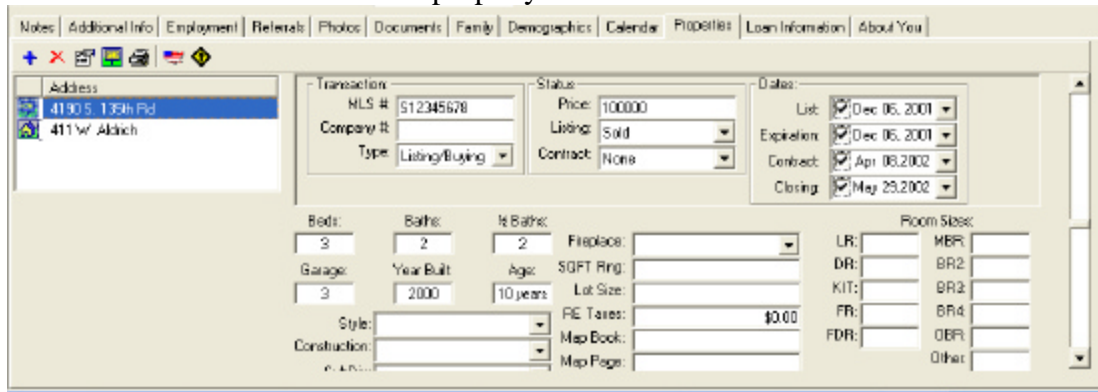 property
Notes Additional Info Employment Referrals Photos Documents Family Demographics Calendar Properties Loan Information About You
Address
4190 S. 135th Rd
411 W Aldrich
Transaction:
MLS #: S12345678
Company #:
Type: Listing/Buying
Status
Price: 100000
Listing: Sold
Contract: None
Dates:
List: Dec 06, 2001
Expiration: Dec 06, 2001
Contract: Apr 08, 2002
Closing: May 29, 2002
Beds: Baths: ½ Baths:
3 2 2
Garage: Year Built Age:
3 2000 10 years
Style:
Construction:
Fireplace:
SQFT Rng:
Lot Size:
RE Taxes: $0.00
Map Book:
Map Page:
Room Sizes:
LR: MBR:
DR: BR2:
KIT: BR3:
FR: BR4:
FDR: OBR:
Other: